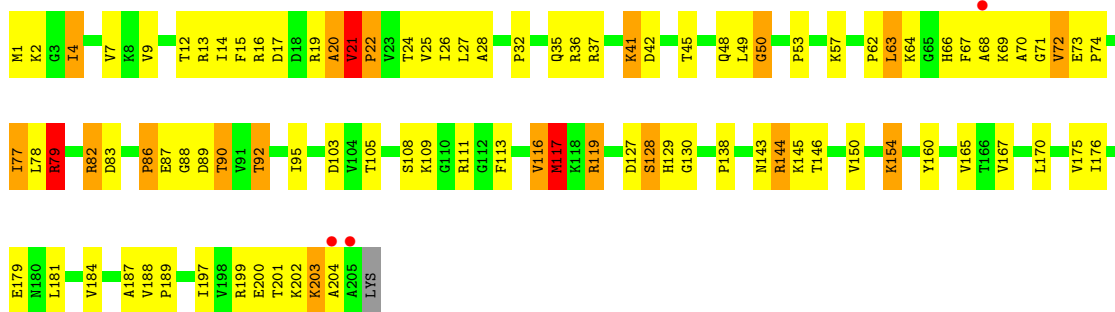 M1 K2 G3 I4 V7 K8 V9 T12 R13 I14 F15 R16 D17 D18 R19 A20 V21 P22 V23 T24 V25 I26 L27 A28 P32 Q35 R36 R37 K41 D42 T45 Q48 L49 G50 P53 K57 P62 L63 K64 G65 H66 F67 A68 K69 A70 G71 V72 E73 P74
I77 L78 R79 R82 D83 P86 E87 G88 D89 T90 V91 T92 I95 D103 V104 T105 S108 K109 G110 R111 G112 F113 V116 M117 K118 R119 D127 S128 H129 G130 P138 N143 R144 K145 T146 V150 K154 Y160 V165 T166 V167 L170 V175 I176
E179 N180 L181 V184 A187 V188 P189 I197 V198 R199 E200 T201 K202 K203 A204 A205 LYS